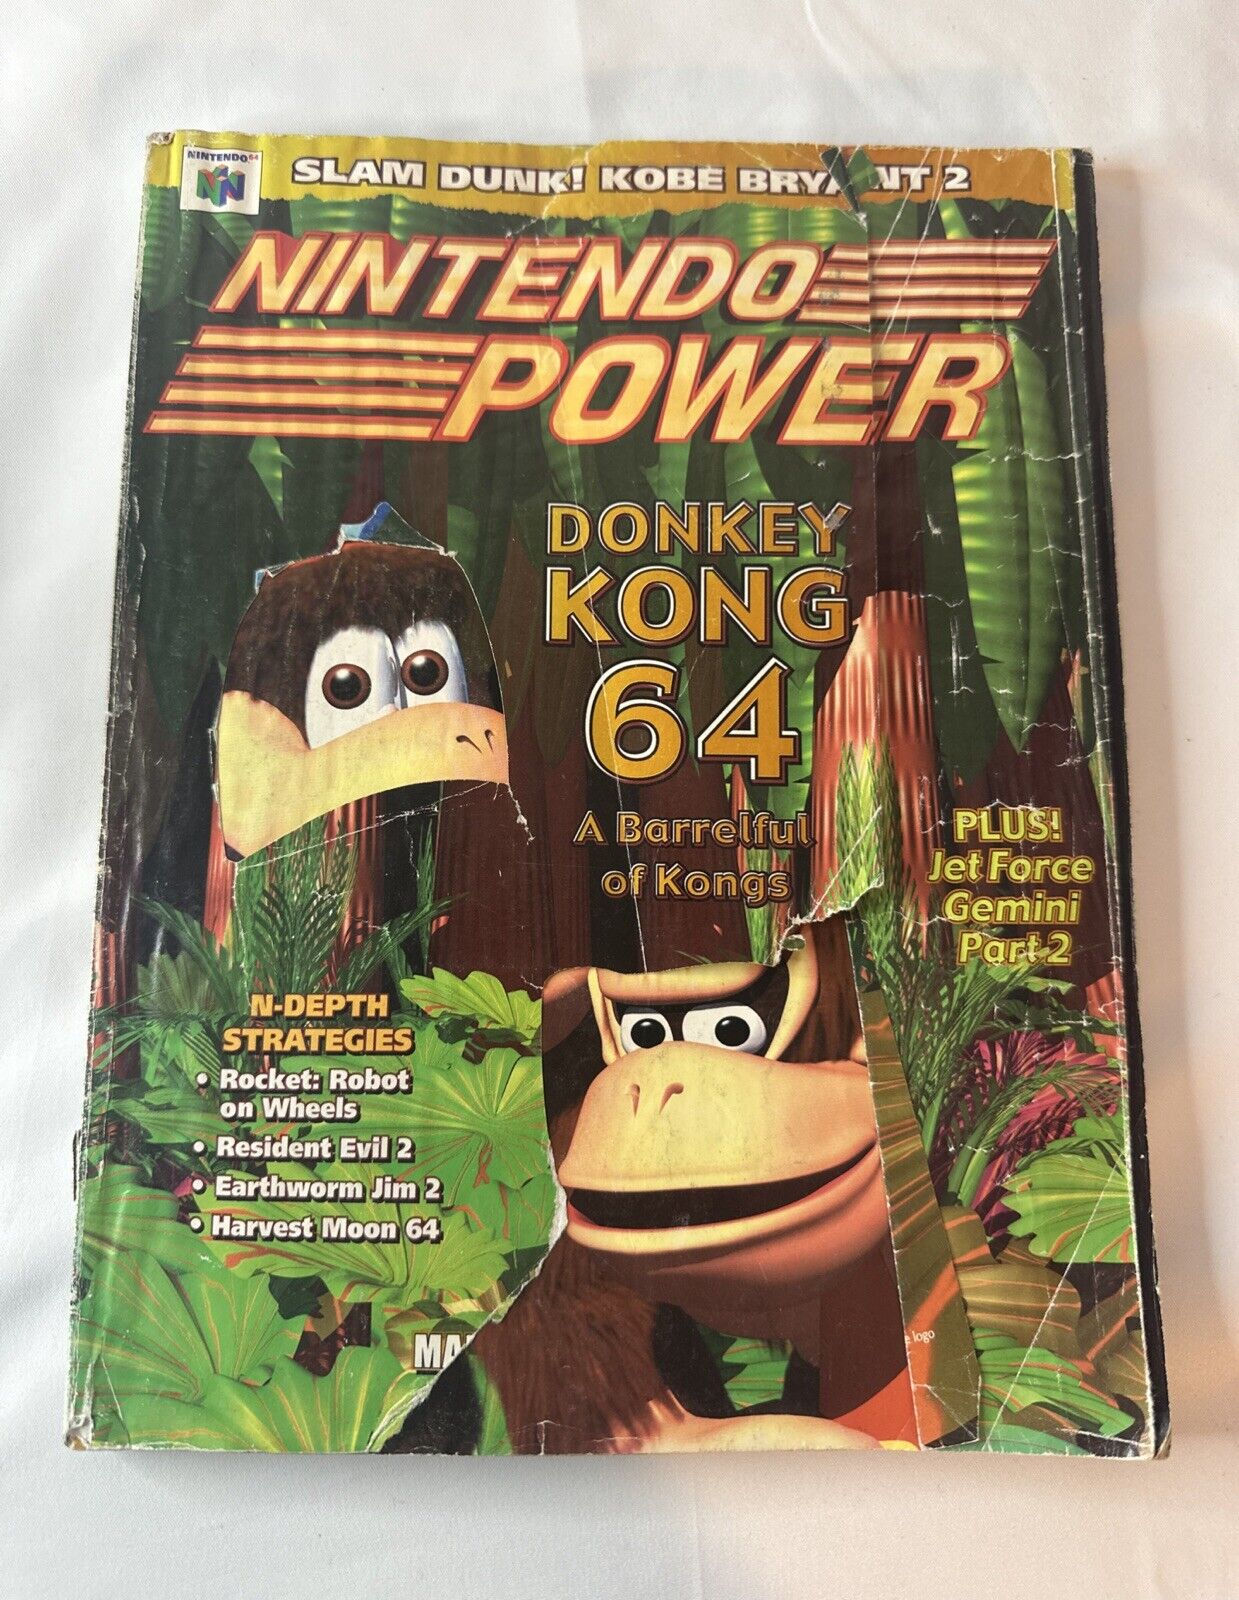 NINTENDO 64
SLAM DUNK! KOBE BRYANT 2
NINTENDO
POWER
DONKEY
KONG
64
A Barrelful
of Kongs
PLUS!
Jet Force
Gemini
Part 2
N-DEPTH
STRATEGIES
• Rocket: Robot
on Wheels
• Resident Evil 2
• Earthworm Jim 2
• Harvest Moon 64
logo